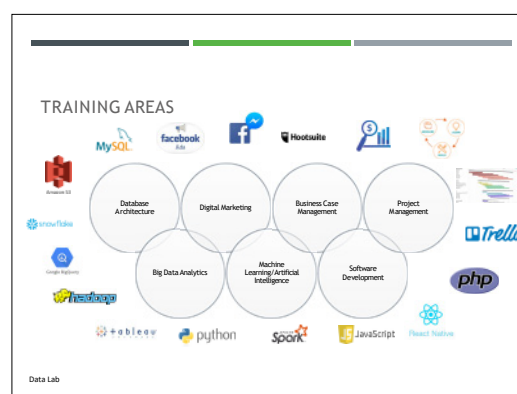 TRAINING AREAS
MySQL
facebook
Ads
Hootsuite
Amazon S3
Database
Architecture
Digital Marketing
Business Case
Management
Project
Management
snowflake
Trello
Google BigQuery
Big Data Analytics
Machine
Learning/Artificial
Intelligence
Software
Development
php
hadoop
tableau
python
Spark
JS
JavaScript
React Native
Data Lab